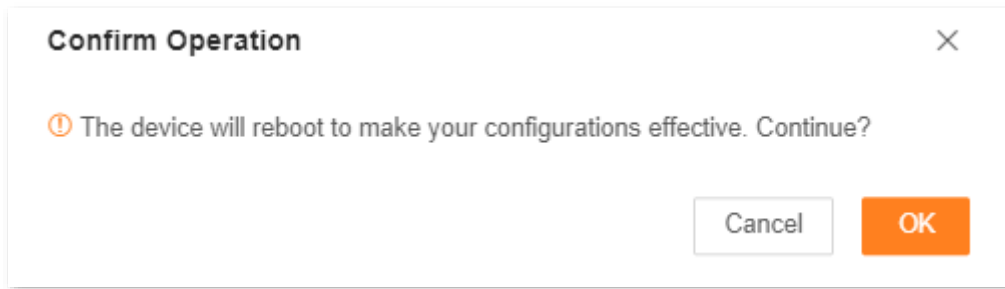 Confirm Operation
The device will reboot to make your configurations effective. Continue?
Cancel
OK